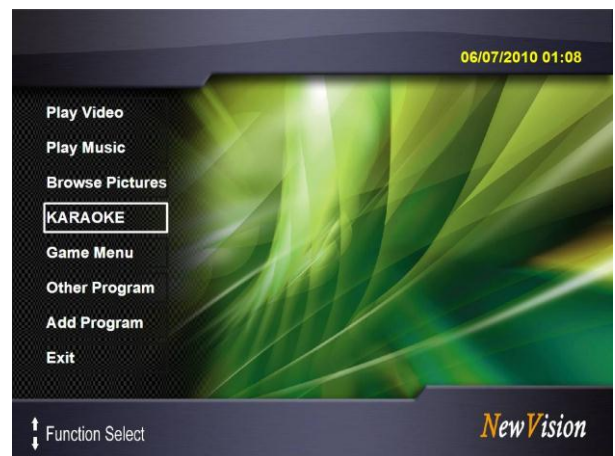 06/07/2010 01:08
Play Video
Play Music
Browse Pictures
KARAOKE
Game Menu
Other Program
Add Program
Exit
Function Select
NewVision